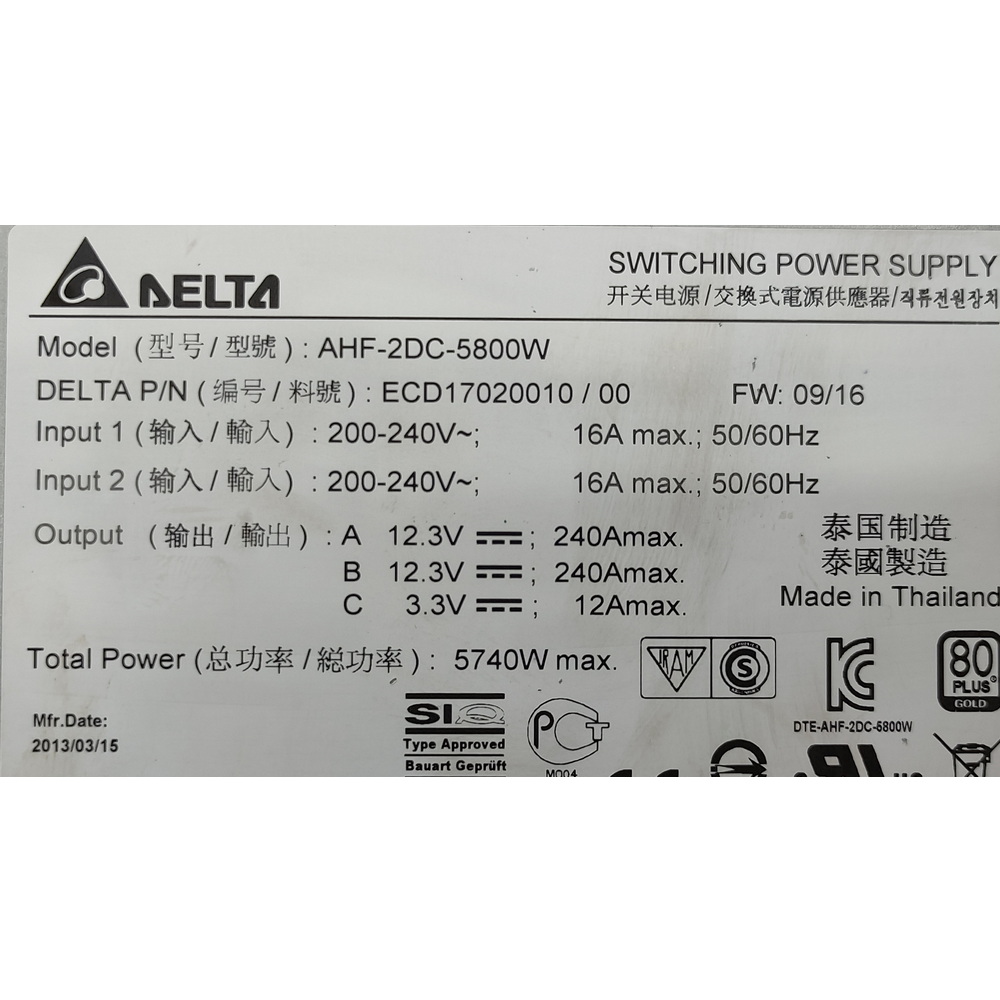 DELTA
SWITCHING POWER SUPPLY
开关电源/交換式電源供應器/직류전원장치
Model (型号/型號): AHF-2DC-5800W
DELTA P/N (编号/料號): ECD17020010 / 00 FW: 09/16
Input 1 (输入/輸入) : 200-240V~; 16A max.; 50/60Hz
Input 2 (输入/輸入) : 200-240V~; 16A max.; 50/60Hz
Output (输出/輸出) : A 12.3V ⎓; 240Amax.
B 12.3V ⎓; 240Amax.
C 3.3V ⎓; 12Amax.
泰国制造
泰國製造
Made in Thailand
Total Power (总功率/総功率) : 5740W max.
Mfr.Date:
2013/03/15
SIQ
Type Approved
Bauart Geprüft
PCT
MO04
IRAM
S
KC
DTE-AHF-2DC-5800W
80
PLUS
GOLD